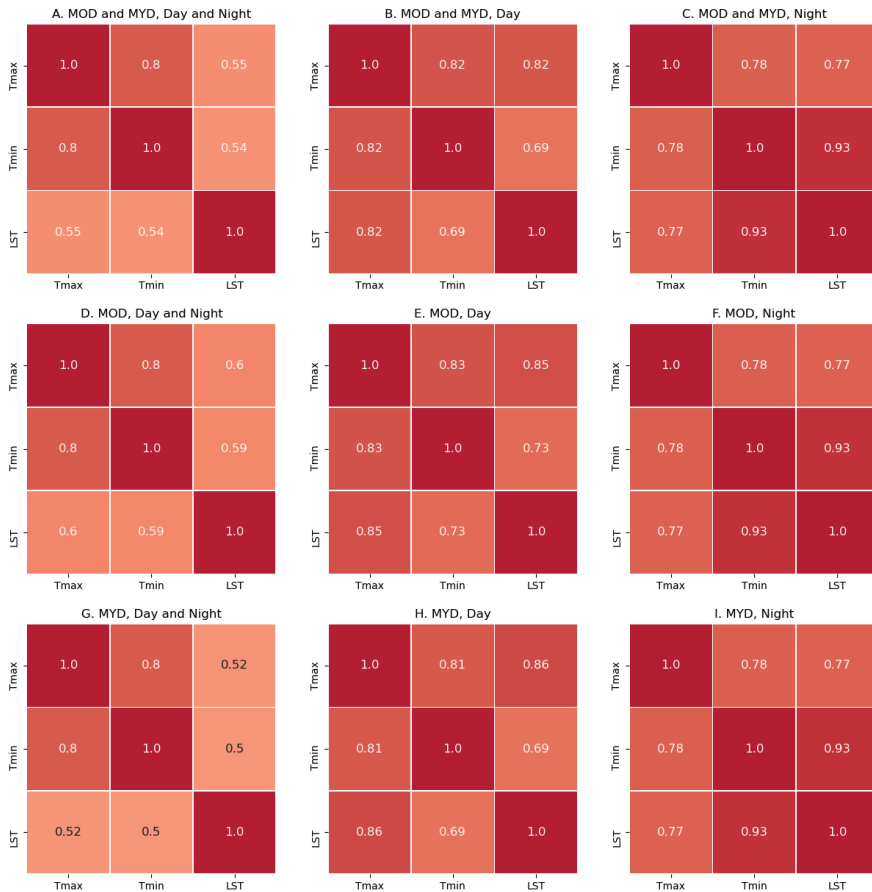 A. MOD and MYD, Day and Night
Tmax 1.0 0.8 0.55
Tmin 0.8 1.0 0.54
LST 0.55 0.54 1.0
Tmax Tmin LST
B. MOD and MYD, Day
Tmax 1.0 0.82 0.82
Tmin 0.82 1.0 0.69
LST 0.82 0.69 1.0
Tmax Tmin LST
C. MOD and MYD, Night
Tmax 1.0 0.78 0.77
Tmin 0.78 1.0 0.93
LST 0.77 0.93 1.0
Tmax Tmin LST
D. MOD, Day and Night
Tmax 1.0 0.8 0.6
Tmin 0.8 1.0 0.59
LST 0.6 0.59 1.0
Tmax Tmin LST
E. MOD, Day
Tmax 1.0 0.83 0.85
Tmin 0.83 1.0 0.73
LST 0.85 0.73 1.0
Tmax Tmin LST
F. MOD, Night
Tmax 1.0 0.78 0.77
Tmin 0.78 1.0 0.93
LST 0.77 0.93 1.0
Tmax Tmin LST
G. MYD, Day and Night
Tmax 1.0 0.8 0.52
Tmin 0.8 1.0 0.5
LST 0.52 0.5 1.0
Tmax Tmin LST
H. MYD, Day
Tmax 1.0 0.81 0.86
Tmin 0.81 1.0 0.69
LST 0.86 0.69 1.0
Tmax Tmin LST
I. MYD, Night
Tmax 1.0 0.78 0.77
Tmin 0.78 1.0 0.93
LST 0.77 0.93 1.0
Tmax Tmin LST